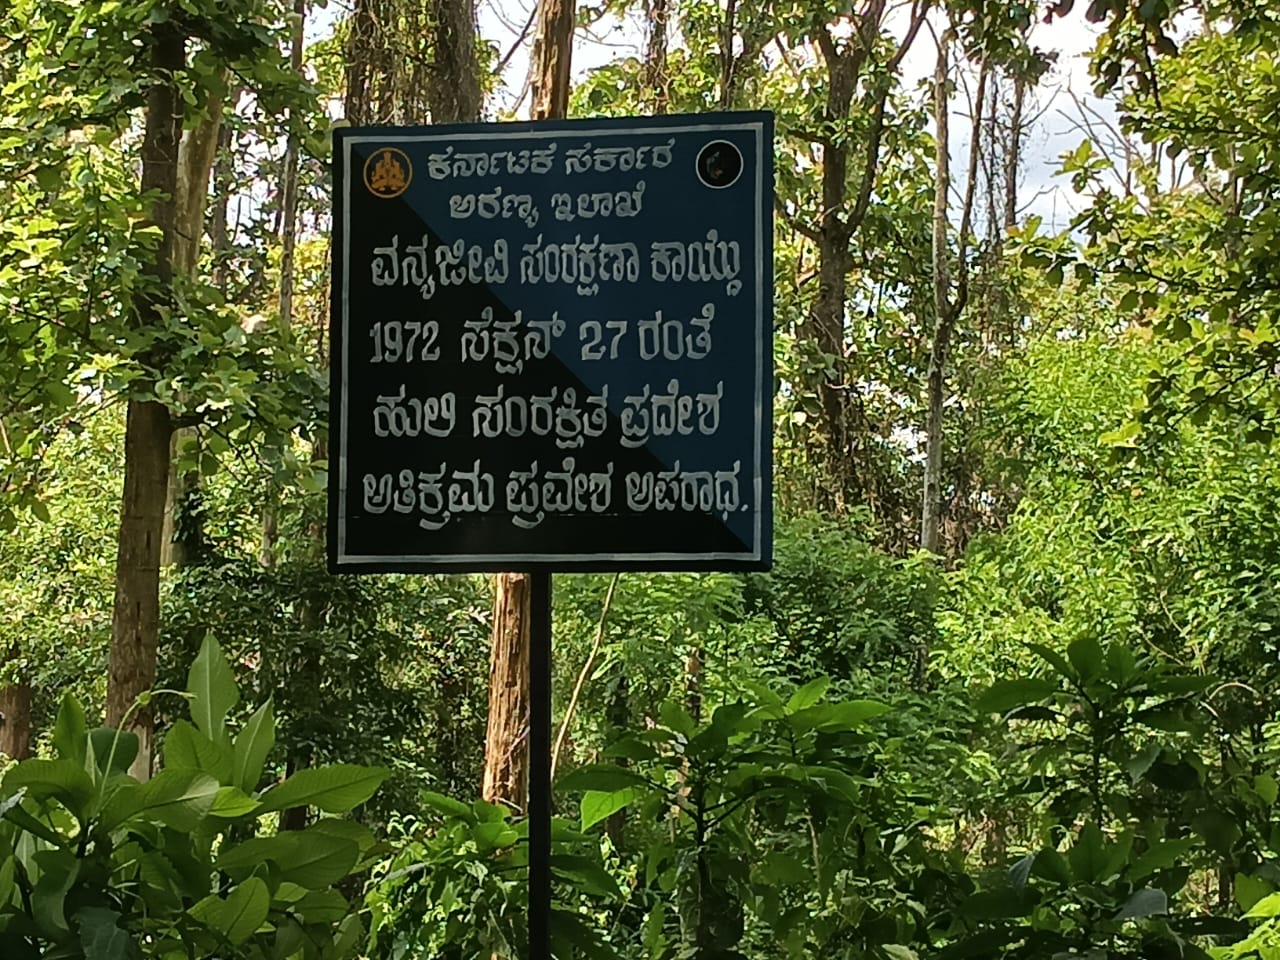 ಕರ್ನಾಟಕ ಸರ್ಕಾರ
ಅರಣ್ಯ ಇಲಾಖೆ
ವನ್ಯಜೀವಿ ಸಂರಕ್ಷಣಾ ಕಾಯ್ದೆ
1972 ಸೆಕ್ಷನ್ 27 ರಂತೆ
ಹುಲಿ ಸಂರಕ್ಷಿತ ಪ್ರದೇಶ
ಅತಿಕ್ರಮ ಪ್ರವೇಶ ಅಪರಾಧ.